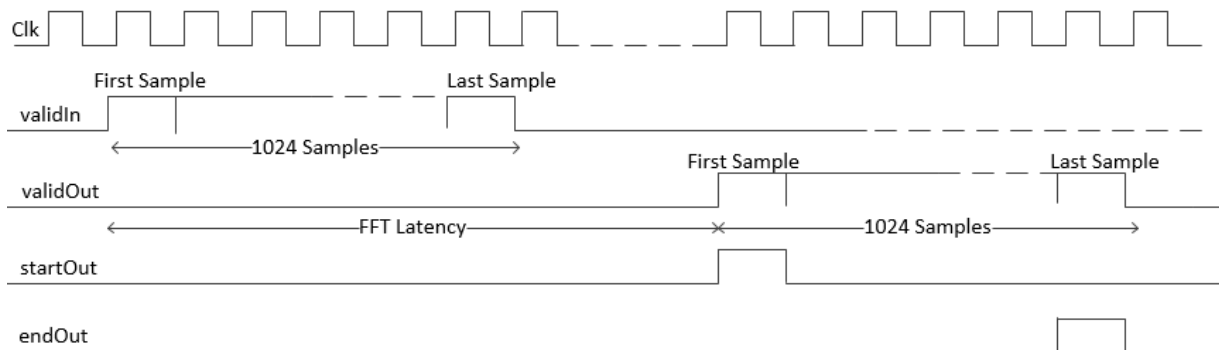 Clk
First Sample
Last Sample
validIn
1024 Samples
First Sample
Last Sample
validOut
FFT Latency
1024 Samples
startOut
endOut